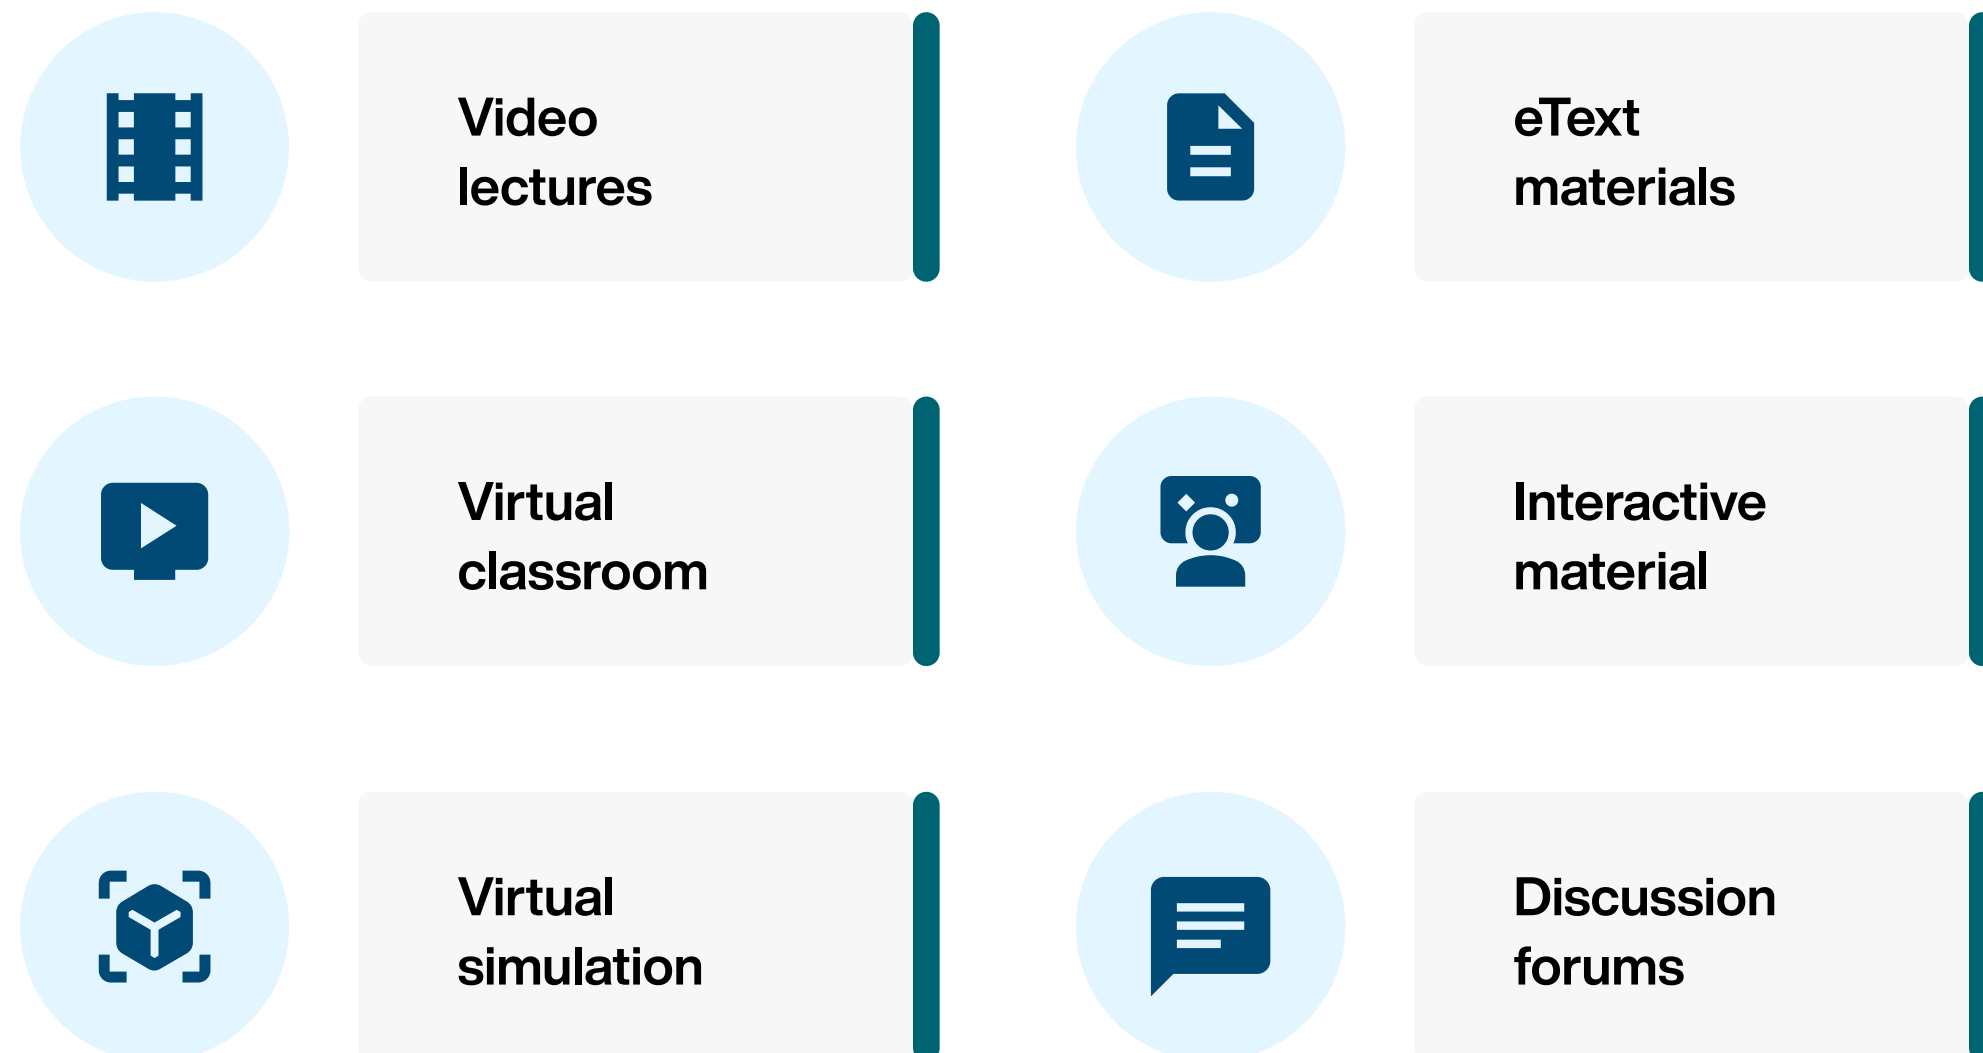 Video
lectures
eText
materials
Virtual
classroom
Interactive
material
Virtual
simulation
Discussion
forums